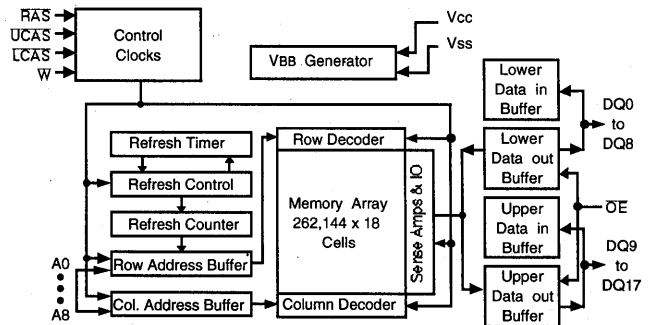 RAS
UCAS
LCAS
W
Control
Clocks
VBB Generator
Vcc
Vss
Lower
Data in
Buffer
DQ0
to
DQ8
Lower
Data out
Buffer
Refresh Timer
Refresh Control
Refresh Counter
Row Address Buffer
Col. Address Buffer
A0
A8
Row Decoder
Memory Array
262,144 x 18
Cells
Sense Amps & IO
Column Decoder
OE
Upper
Data in
Buffer
DQ9
to
DQ17
Upper
Data out
Buffer